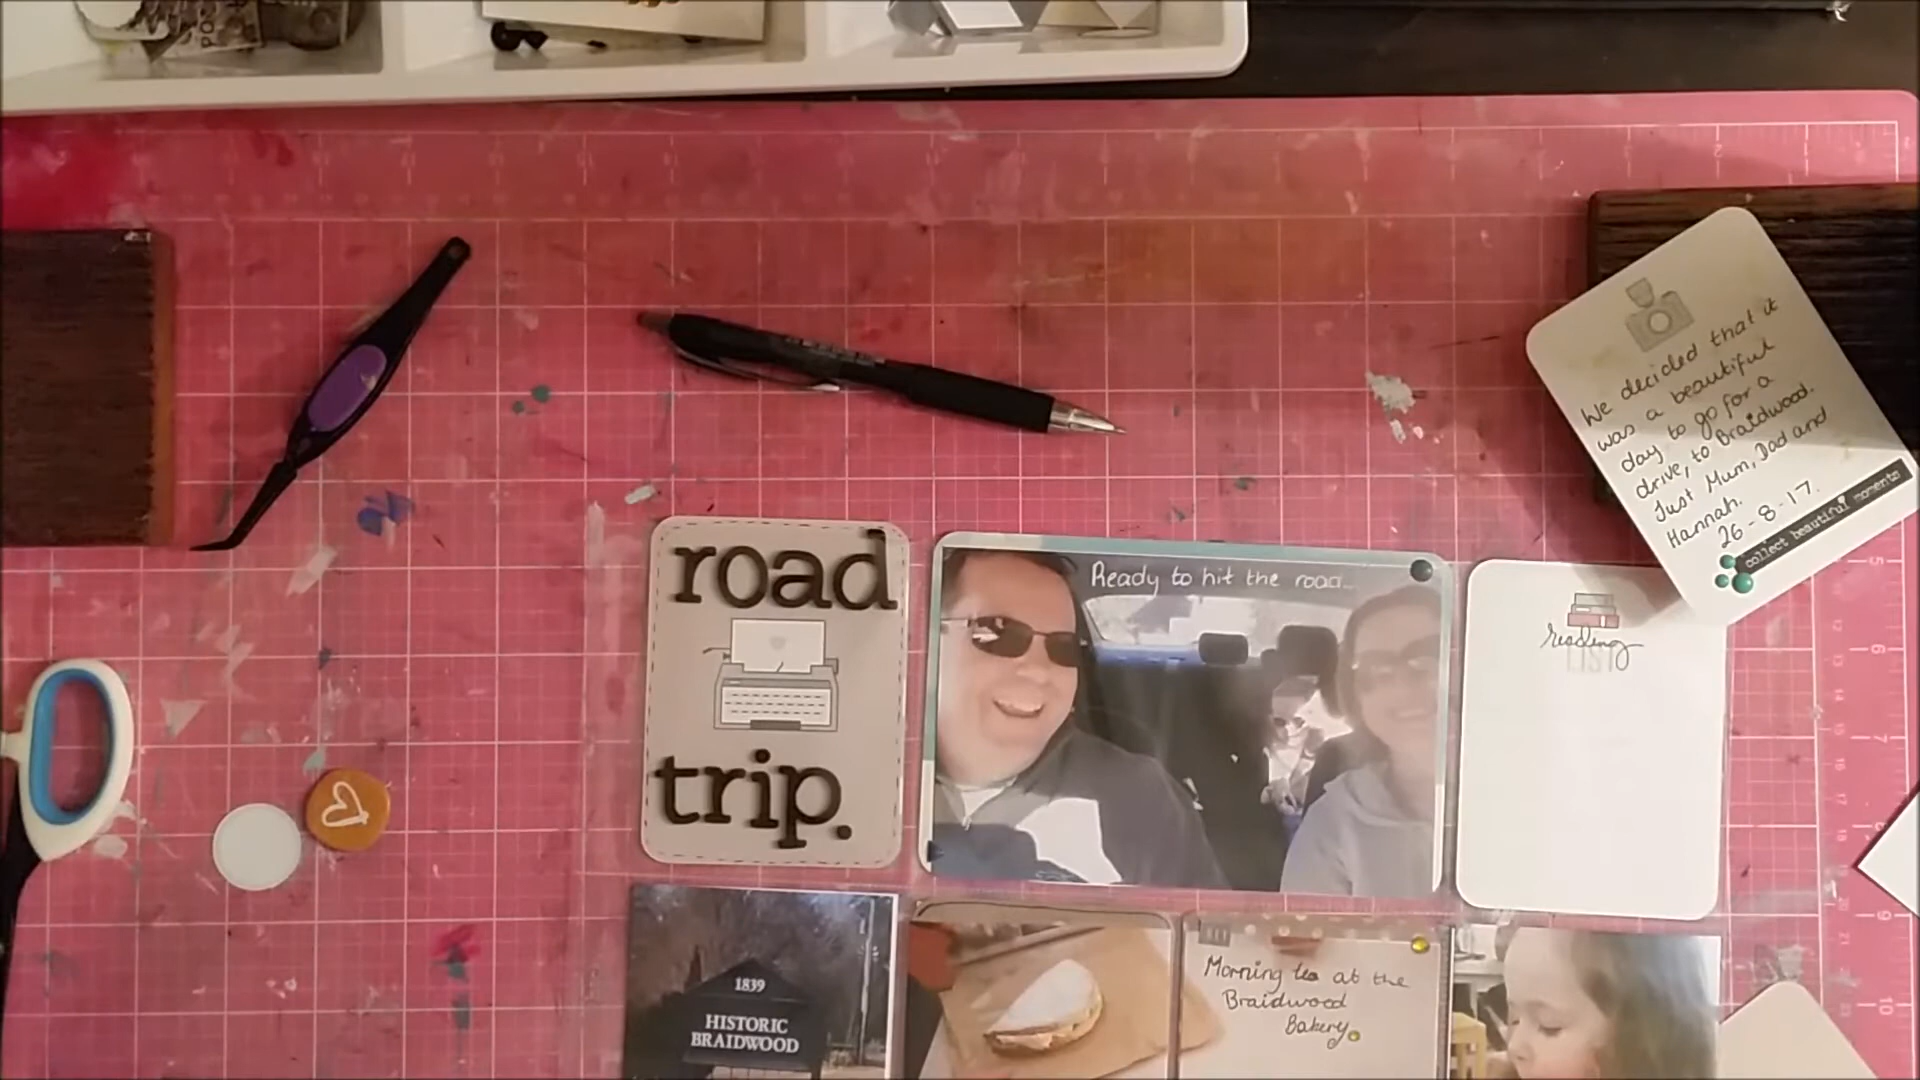 We decided that it
was a beautiful
day to go for a
drive, to Braidwood.
Just Mum, Dad and
Hannah.
26-8-17.
collect beautiful moments
road
trip.
Ready to hit the road...
reading
LIST
1839
HISTORIC
BRAIDWOOD
Morning tea at the
Braidwood
Bakery